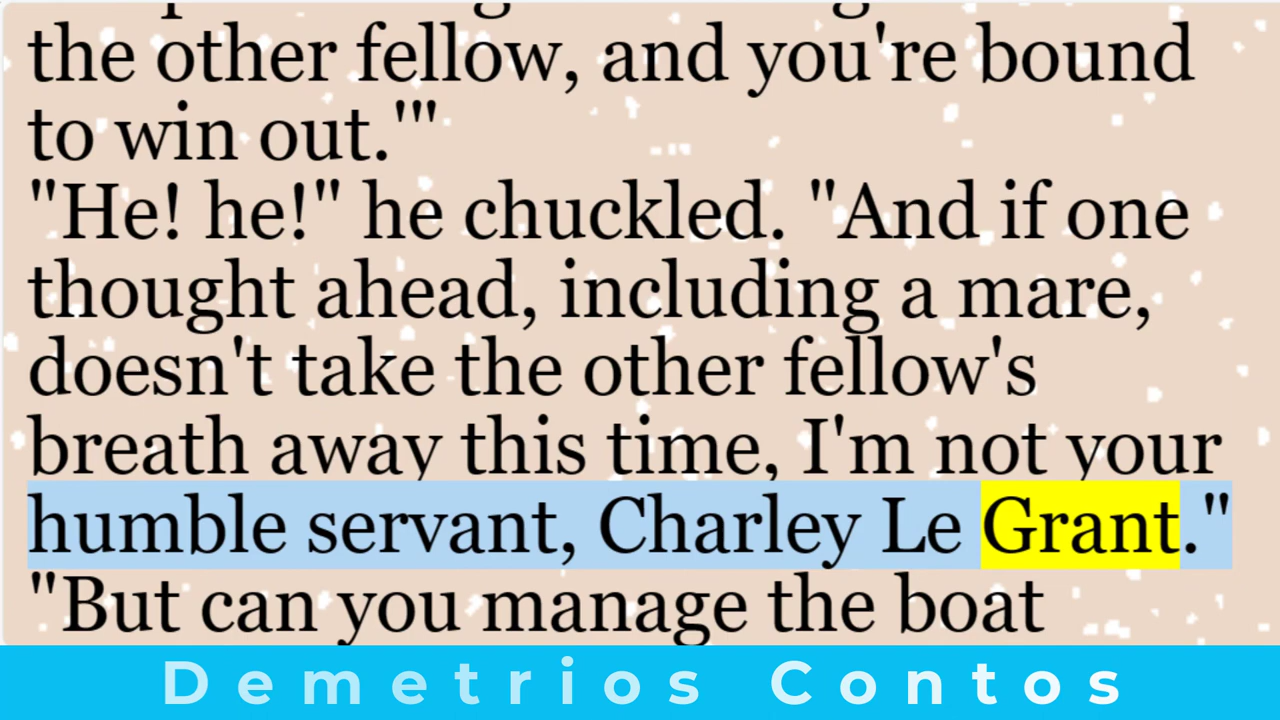 the other fellow, and you're bound
to win out.'"
"He! he!" he chuckled. "And if one
thought ahead, including a mare,
doesn't take the other fellow's
breath away this time, I'm not your
humble servant, Charley Le Grant."
"But can you manage the boat
Demetrios Contos